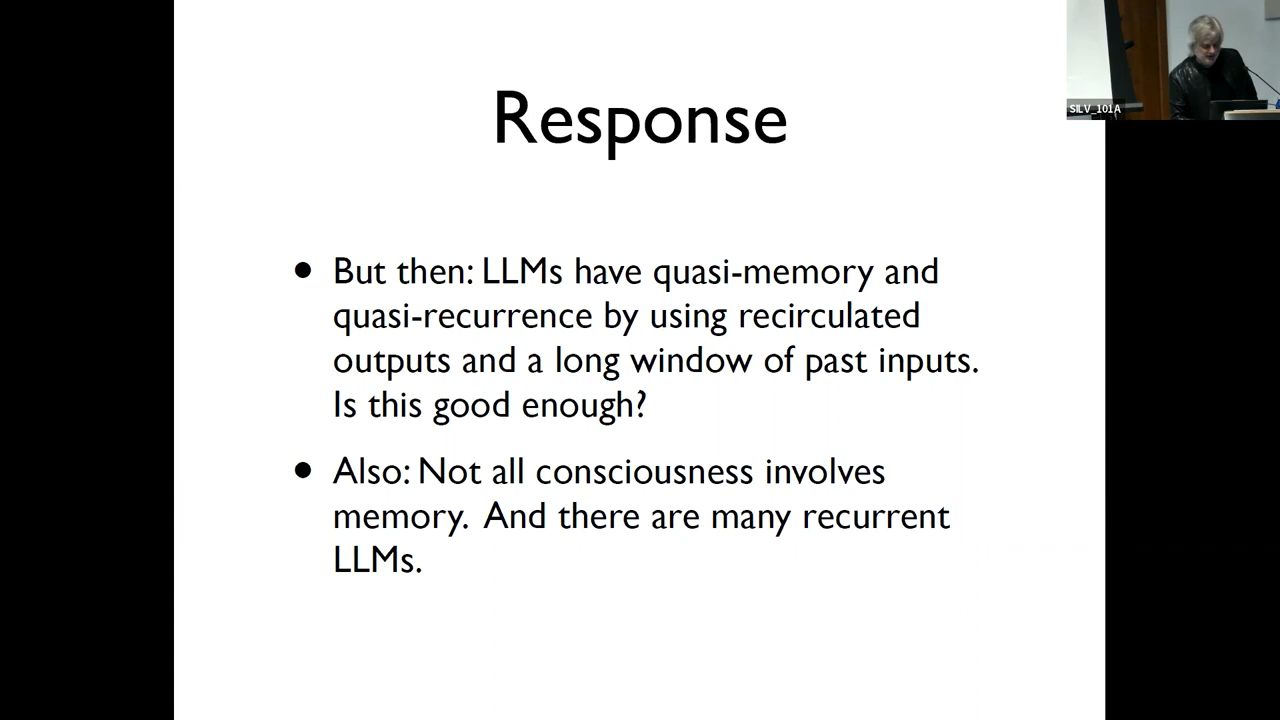 SILV_101A
Response
• But then: LLMs have quasi-memory and
quasi-recurrence by using recirculated
outputs and a long window of past inputs.
Is this good enough?
• Also: Not all consciousness involves
memory. And there are many recurrent
LLMs.